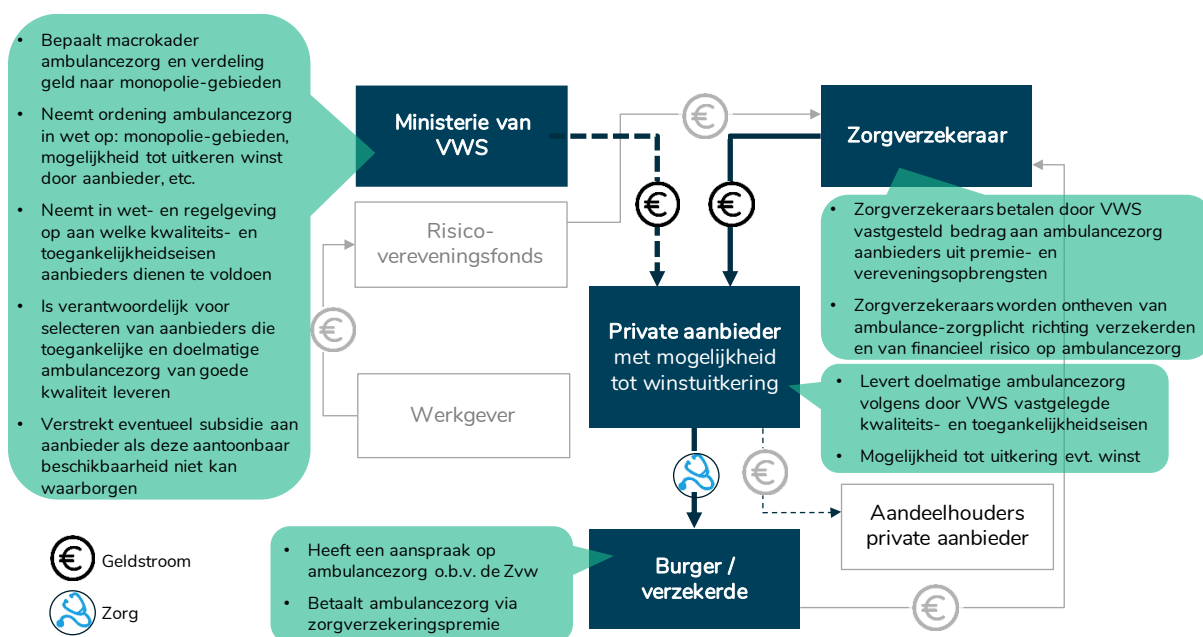 • Bepaalt macrokader
ambulancezorg en verdeling
geld naar monopolie-gebieden
• Neemt ordening ambulancezorg
in wet op: monopolie-gebieden,
mogelijkheid tot uitkeren winst
door aanbieder, etc.
• Neemt in wet- en regelgeving
op aan welke kwaliteits- en
toegankelijkheidseisen
aanbieders dienen te voldoen
• Is verantwoordelijk voor
selecteren van aanbieders die
toegankelijke en doelmatige
ambulancezorg van goede
kwaliteit leveren
• Verstrekt eventueel subsidie aan
aanbieder als deze aantoonbaar
beschikbaarheid niet kan
waarborgen
Ministerie van
VWS
€
Zorgverzekeraar
€
€
Risico-
vereveningsfonds
• Zorgverzekeraars betalen door VWS
vastgesteld bedrag aan ambulancezorg
aanbieders uit premie- en
vereveningsopbrengsten
• Zorgverzekeraars worden ontheven van
ambulance-zorgplicht richting verzekerden
en van financieel risico op ambulancezorg
€
Private aanbieder
met mogelijkheid
tot winstuitkering
Werkgever
• Levert doelmatige ambulancezorg
volgens door VWS vastgelegde
kwaliteits- en toegankelijkheidseisen
• Mogelijkheid tot uitkering evt. winst
€
Aandeelhouders
private aanbieder
€ Geldstroom
Zorg
• Heeft een aanspraak op
ambulancezorg o.b.v. de Zvw
• Betaalt ambulancezorg via
zorgverzekeringspremie
Burger /
verzekerde
€